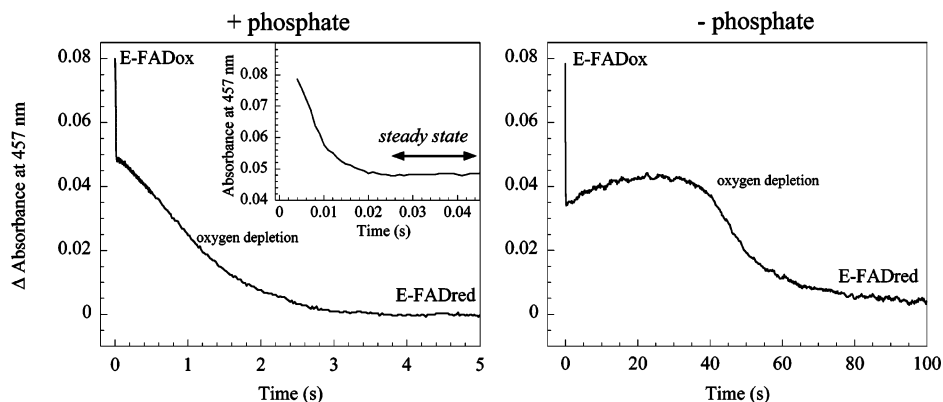 + phosphate
- phosphate
Δ Absorbance at 457 nm
0.08
0.06
0.04
0.02
0
E-FADox
oxygen depletion
E-FADred
0
1
2
3
4
5
Time (s)
Absorbance at 457 nm
0.08
0.07
0.06
0.05
0.04
steady state
0
0.01
0.02
0.03
0.04
Time (s)
0.08
0.06
0.04
0.02
0
E-FADox
oxygen depletion
E-FADred
0
20
40
60
80
100
Time (s)